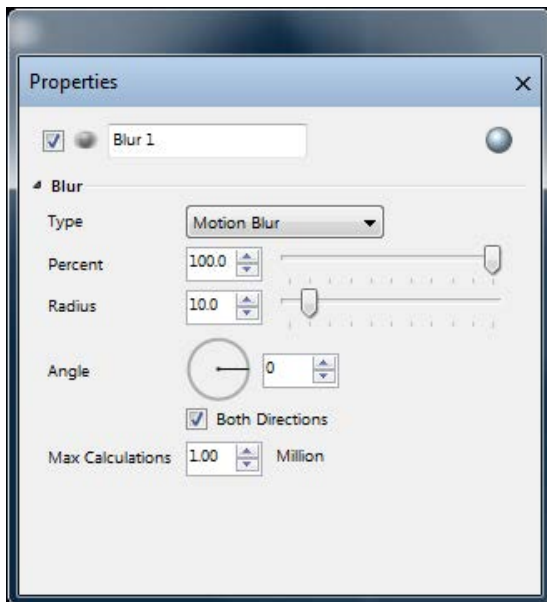 Properties
Blur 1
Blur
Type Motion Blur
Percent 100.0
Radius 10.0
Angle 0
Both Directions
Max Calculations 1.00 Million